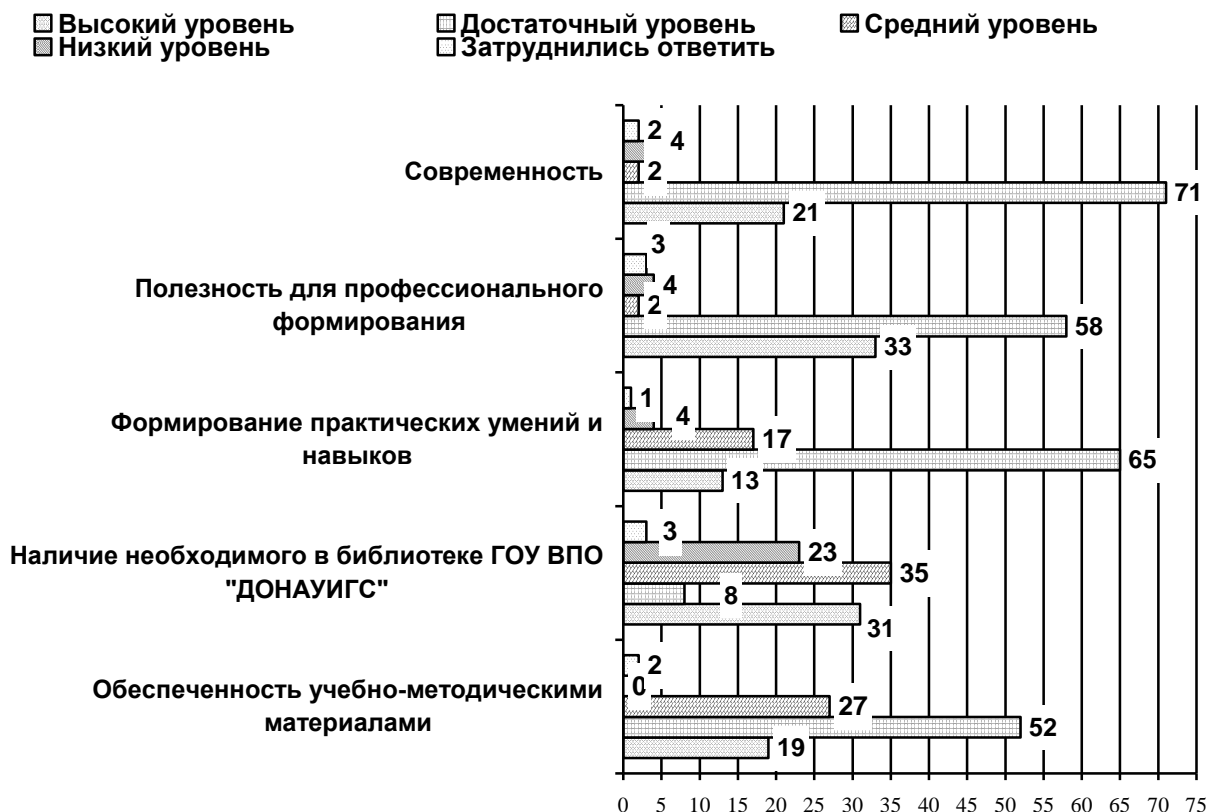 Высокий уровень Достаточный уровень Средний уровень
Низкий уровень Затруднились ответить
2
4
Современность
2
71
21
3
4
Полезность для профессионального
формирования
2
58
33
1
4
Формирование практических умений и
навыков
17
65
13
3
23
Наличие необходимого в библиотеке ГОУ ВПО
"ДОНАУИГС"
35
8
31
2
0
Обеспеченность учебно-методическими
материалами
27
52
19
0 5 10 15 20 25 30 35 40 45 50 55 60 65 70 75